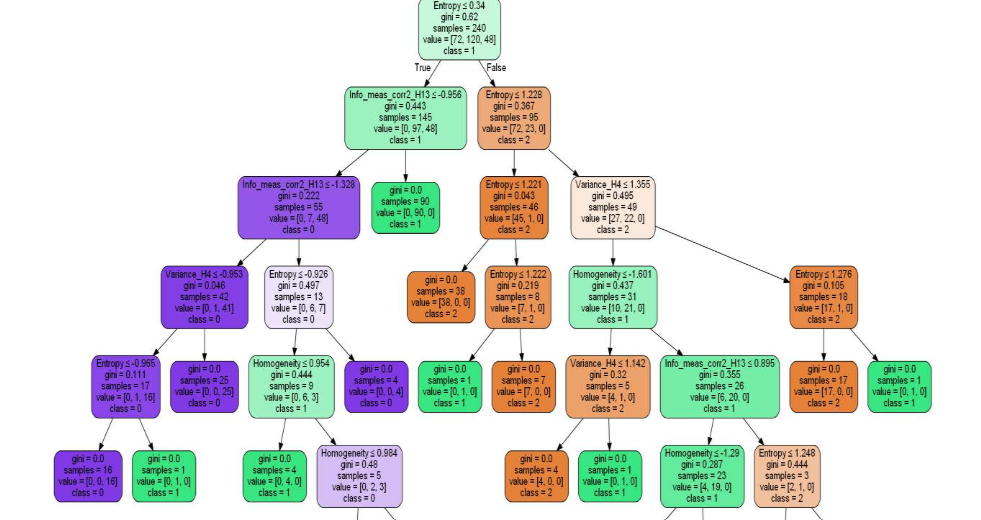 Entropy ≤ 0.34
gini = 0.62
samples = 240
value = [72, 120, 48]
class = 1
True
False
Info_meas_corr2_H13 ≤ -0.956
gini = 0.443
samples = 145
value = [0, 97, 48]
class = 1
Entropy ≤ 1.228
gini = 0.367
samples = 95
value = [72, 23, 0]
class = 2
Info_meas_corr2_H13 ≤ -1.328
gini = 0.222
samples = 55
value = [0, 7, 48]
class = 0
gini = 0.0
samples = 90
value = [0, 90, 0]
class = 1
Entropy ≤ 1.221
gini = 0.043
samples = 46
value = [45, 1, 0]
class = 2
Variance_H4 ≤ 1.355
gini = 0.495
samples = 49
value = [27, 22, 0]
class = 2
Variance_H4 ≤ -0.953
gini = 0.046
samples = 42
value = [0, 1, 41]
class = 0
Entropy ≤ -0.926
gini = 0.497
samples = 13
value = [0, 6, 7]
class = 0
gini = 0.0
samples = 38
value = [38, 0, 0]
class = 2
Entropy ≤ 1.222
gini = 0.219
samples = 8
value = [7, 1, 0]
class = 2
Homogeneity ≤ -1.601
gini = 0.437
samples = 31
value = [10, 21, 0]
class = 1
Entropy ≤ 1.276
gini = 0.105
samples = 18
value = [17, 1, 0]
class = 2
Entropy ≤ -0.965
gini = 0.111
samples = 17
value = [0, 1, 16]
class = 0
gini = 0.0
samples = 25
value = [0, 0, 25]
class = 0
Homogeneity ≤ 0.954
gini = 0.444
samples = 9
value = [0, 6, 3]
class = 1
gini = 0.0
samples = 4
value = [0, 0, 4]
class = 0
gini = 0.0
samples = 1
value = [0, 1, 0]
class = 1
gini = 0.0
samples = 7
value = [7, 0, 0]
class = 2
Variance_H4 ≤ 1.142
gini = 0.32
samples = 5
value = [4, 1, 0]
class = 2
Info_meas_corr2_H13 ≤ 0.895
gini = 0.355
samples = 26
value = [6, 20, 0]
class = 1
gini = 0.0
samples = 17
value = [17, 0, 0]
class = 2
gini = 0.0
samples = 1
value = [0, 1, 0]
class = 1
gini = 0.0
samples = 16
value = [0, 0, 16]
class = 0
gini = 0.0
samples = 1
value = [0, 1, 0]
class = 1
gini = 0.0
samples = 4
value = [0, 4, 0]
class = 1
Homogeneity ≤ 0.984
gini = 0.48
samples = 5
value = [0, 2, 3]
class = 0
gini = 0.0
samples = 4
value = [4, 0, 0]
class = 2
gini = 0.0
samples = 1
value = [0, 1, 0]
class = 1
Homogeneity ≤ -1.29
gini = 0.287
samples = 23
value = [4, 19, 0]
class = 1
Entropy ≤ 1.248
gini = 0.444
samples = 3
value = [2, 1, 0]
class = 2